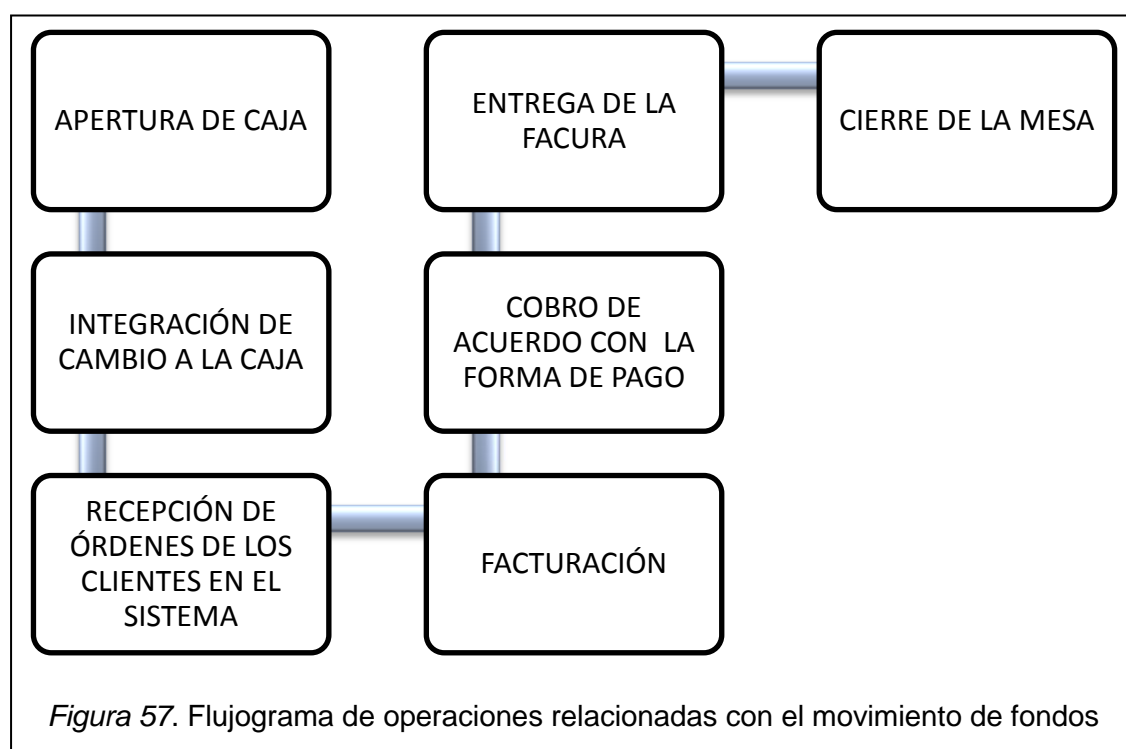 APERTURA DE CAJA
INTEGRACIÓN DE
CAMBIO A LA CAJA
RECEPCIÓN DE
ÓRDENES DE LOS
CLIENTES EN EL
SISTEMA
FACTURACIÓN
COBRO DE
ACUERDO CON  LA
FORMA DE PAGO
ENTREGA DE LA
FACURA
CIERRE DE LA MESA
Figura 57. Flujograma de operaciones relacionadas con el movimiento de fondos